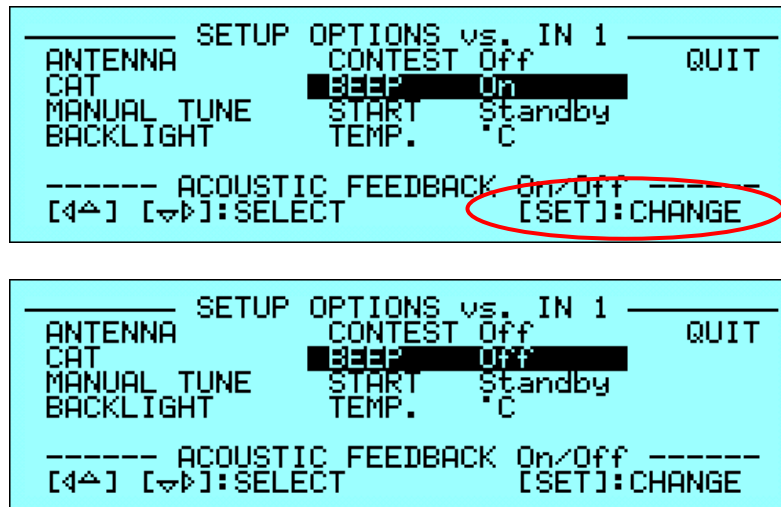 SETUP OPTIONS vs. IN 1
ANTENNA CONTEST Off QUIT
CAT BEEP On
MANUAL TUNE START Standby
BACKLIGHT TEMP. °C
------ ACOUSTIC FEEDBACK On/Off ------
[◁△] [▽▷]:SELECT [SET]:CHANGE
SETUP OPTIONS vs. IN 1
ANTENNA CONTEST Off QUIT
CAT BEEP Off
MANUAL TUNE START Standby
BACKLIGHT TEMP. °C
------ ACOUSTIC FEEDBACK On/Off ------
[◁△] [▽▷]:SELECT [SET]:CHANGE